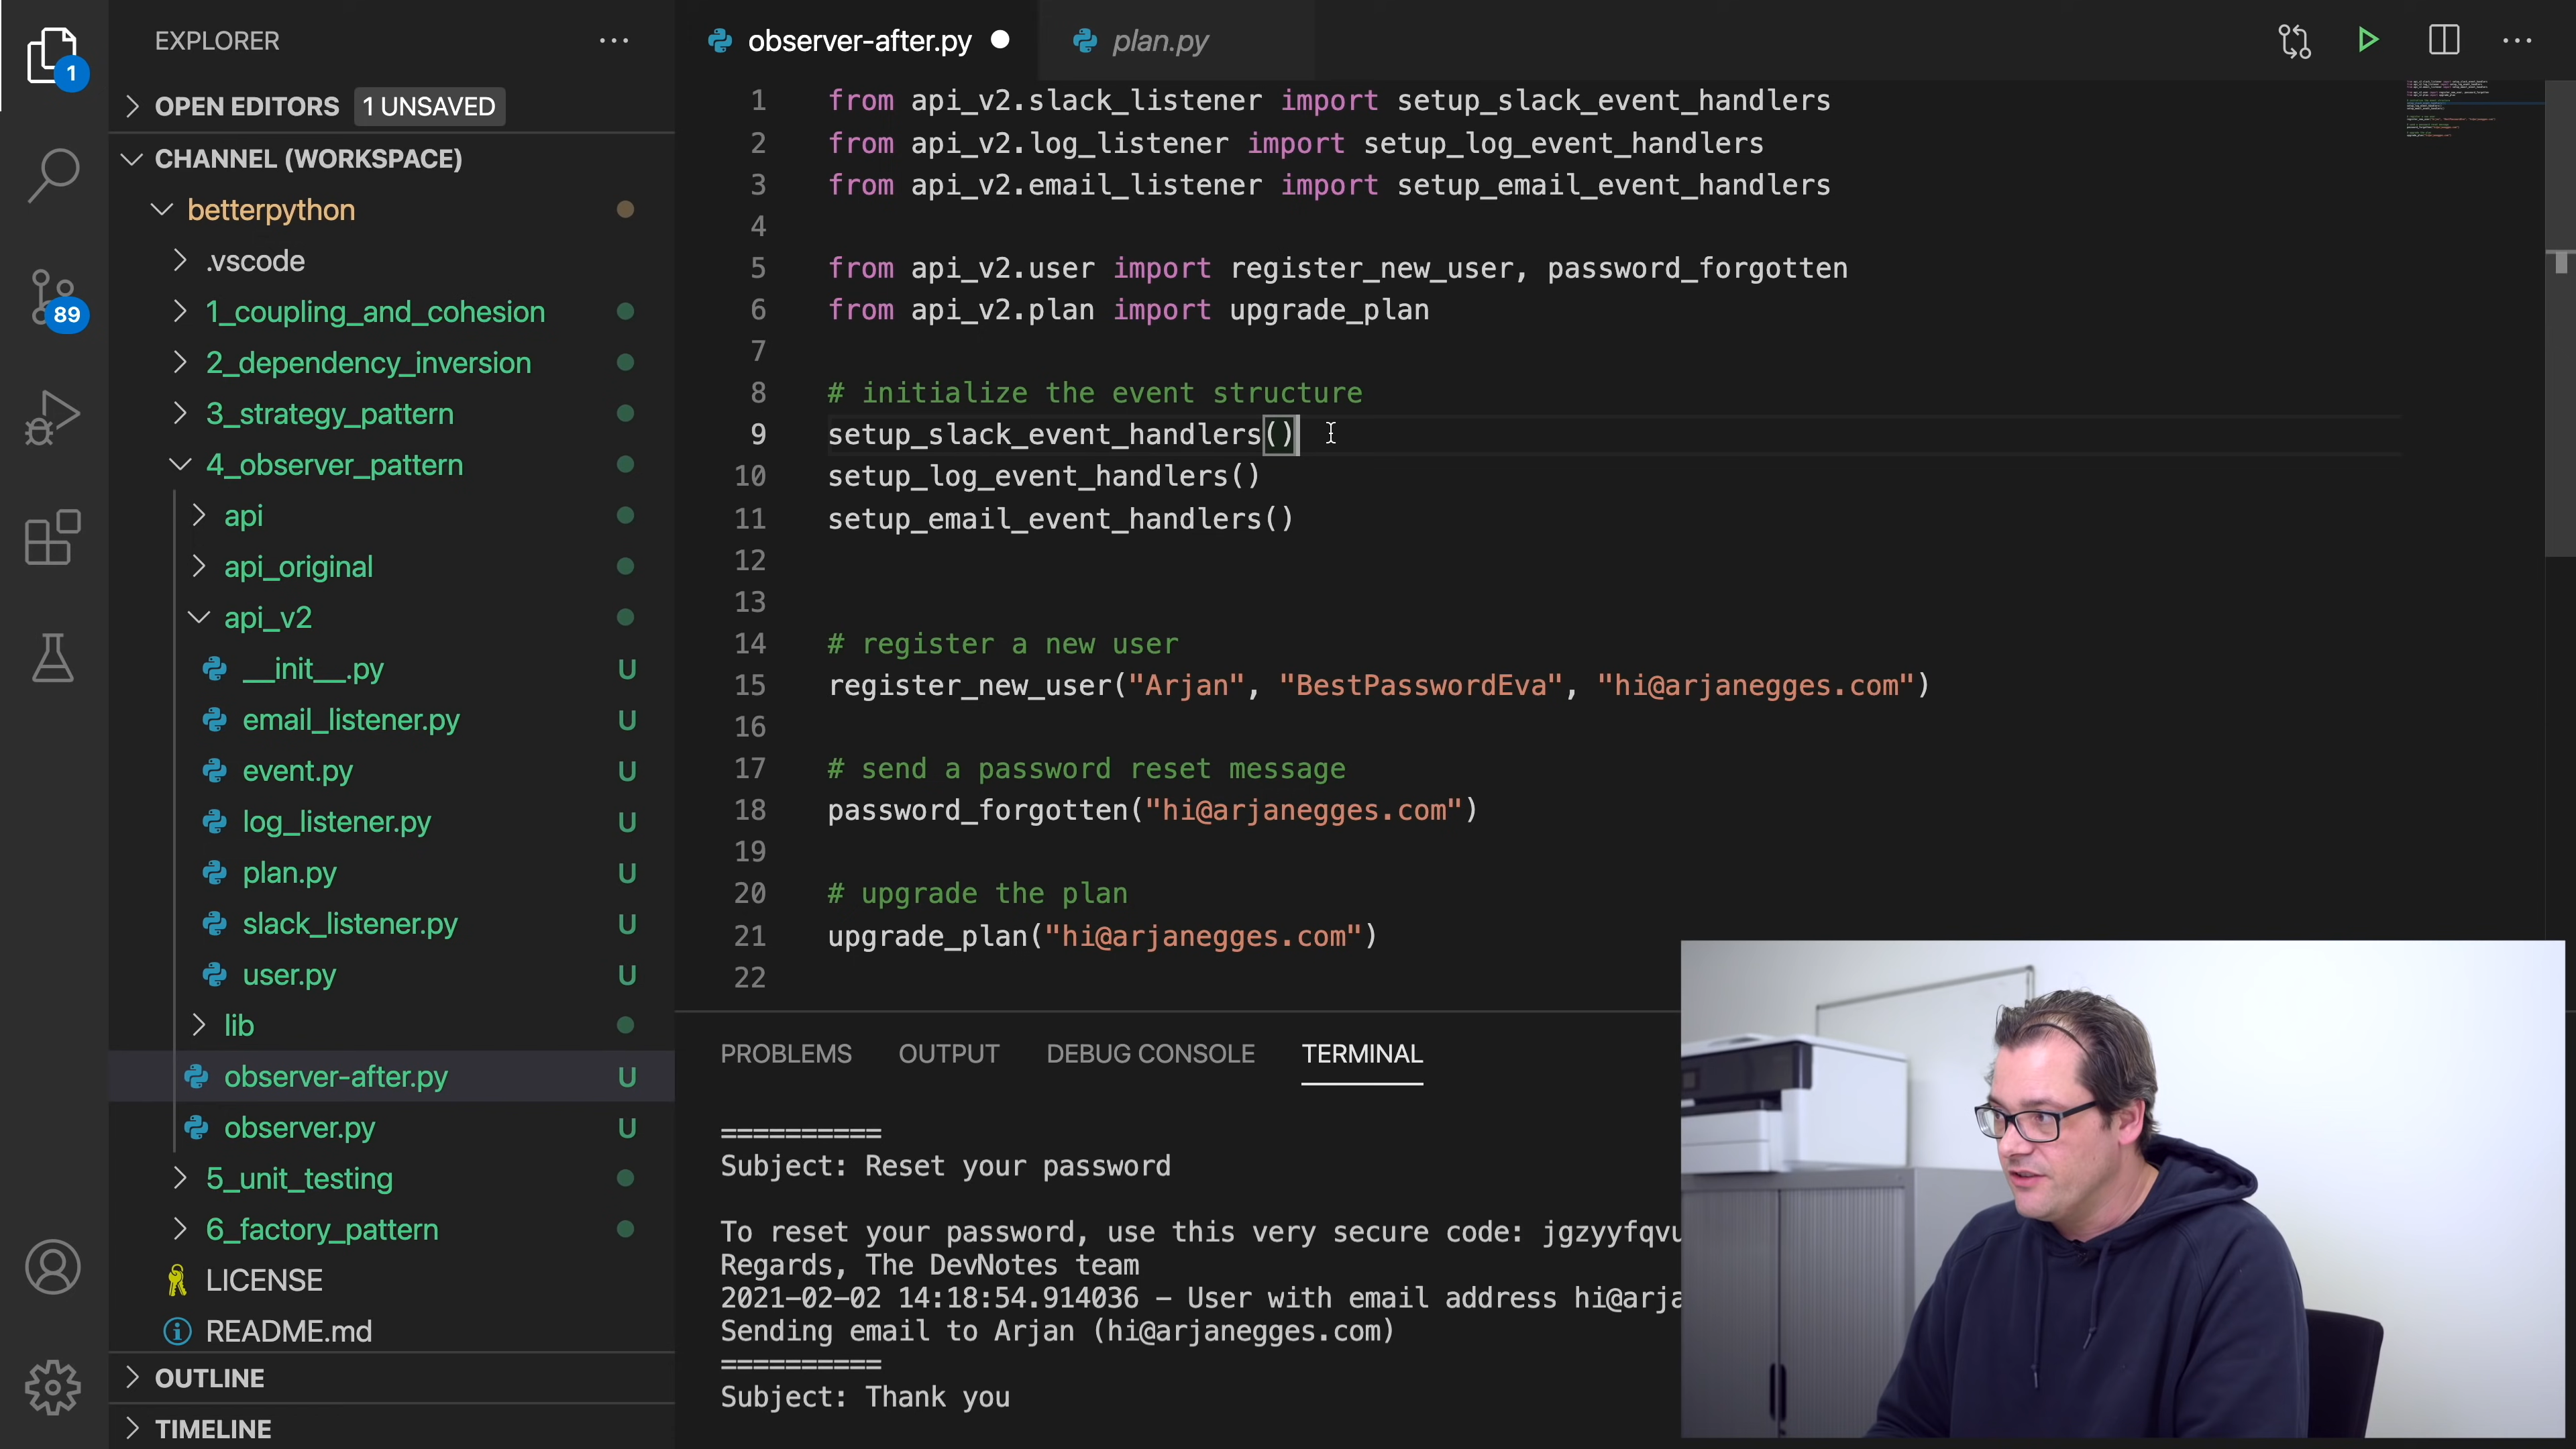 EXPLORER
1
OPEN EDITORS 1 UNSAVED
CHANNEL (WORKSPACE)
betterpython
.vscode
89
1_coupling_and_cohesion
2_dependency_inversion
3_strategy_pattern
4_observer_pattern
api
api_original
api_v2
__init__.py U
email_listener.py U
event.py U
log_listener.py U
plan.py U
slack_listener.py U
user.py U
lib
observer-after.py U
observer.py U
5_unit_testing
6_factory_pattern
LICENSE
README.md
OUTLINE
TIMELINE
observer-after.py
plan.py
1 from api_v2.slack_listener import setup_slack_event_handlers
2 from api_v2.log_listener import setup_log_event_handlers
3 from api_v2.email_listener import setup_email_event_handlers
4
5 from api_v2.user import register_new_user, password_forgotten
6 from api_v2.plan import upgrade_plan
7
8 # initialize the event structure
9 setup_slack_event_handlers()
10 setup_log_event_handlers()
11 setup_email_event_handlers()
12
13
14 # register a new user
15 register_new_user("Arjan", "BestPasswordEva", "hi@arjanegges.com")
16
17 # send a password reset message
18 password_forgotten("hi@arjanegges.com")
19
20 # upgrade the plan
21 upgrade_plan("hi@arjanegges.com")
22
PROBLEMS OUTPUT DEBUG CONSOLE TERMINAL
==========
Subject: Reset your password
To reset your password, use this very secure code: jgzyyfqvu
Regards, The DevNotes team
2021-02-02 14:18:54.914036 - User with email address hi@arja
Sending email to Arjan (hi@arjanegges.com)
==========
Subject: Thank you